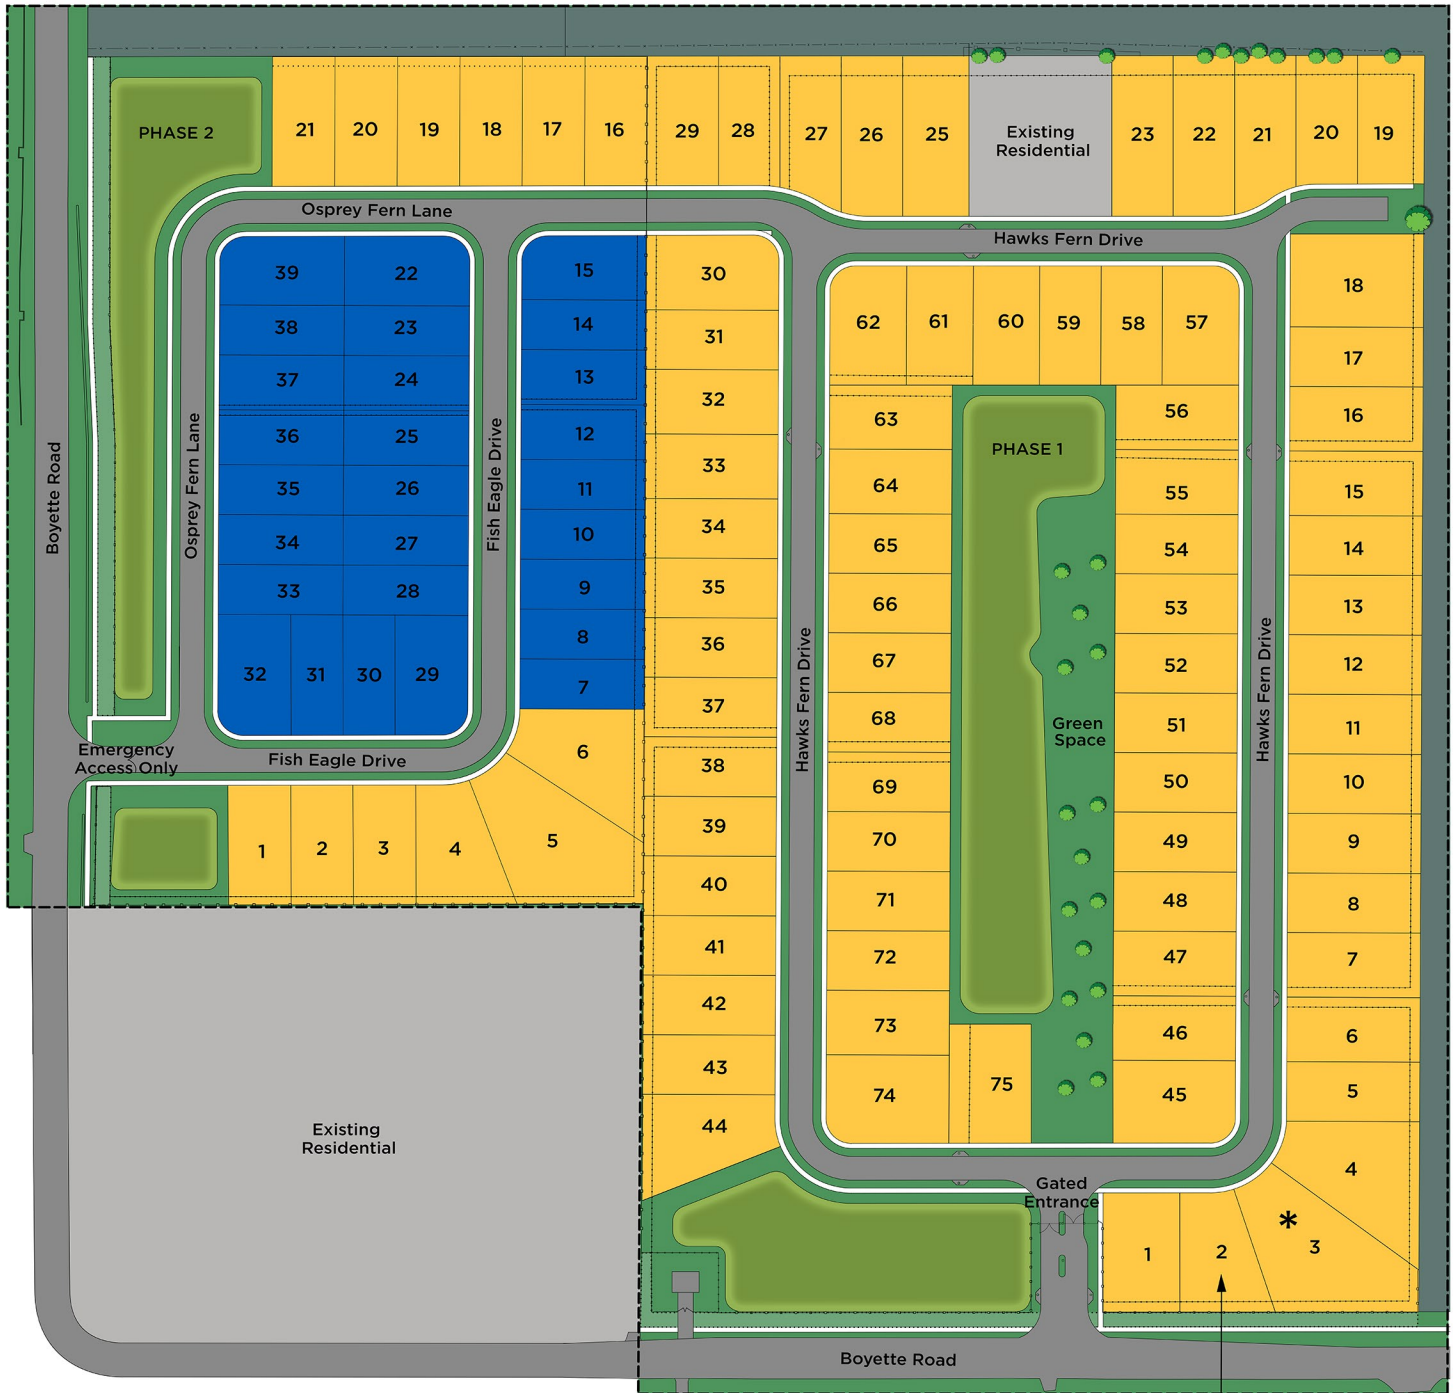 PHASE 2
21 20 19 18 17 16 29 28 27 26 25
Existing
Residential
23 22 21 20 19
Osprey Fern Lane
Hawks Fern Drive
39 22
38 23
37 24
36 25
35 26
34 27
33 28
32 31 30 29
15
14
13
12
11
10
9
8
7
6
5
30
31
32
33
34
35
36
37
38
39
40
41
42
43
44
62 61 60 59 58 57
63
64
65
66
67
68
69
70
71
72
73
74
75
PHASE 1
Green
Space
56
55
54
53
52
51
50
49
48
47
46
45
18
17
16
15
14
13
12
11
10
9
8
7
6
5
4
*
3
1 2
Boyette Road
Osprey Fern Lane
Fish Eagle Drive
Hawks Fern Drive
Hawks Fern Drive
Emergency
Access Only
Fish Eagle Drive
1 2 3 4
Existing
Residential
Gated
Entrance
Boyette Road